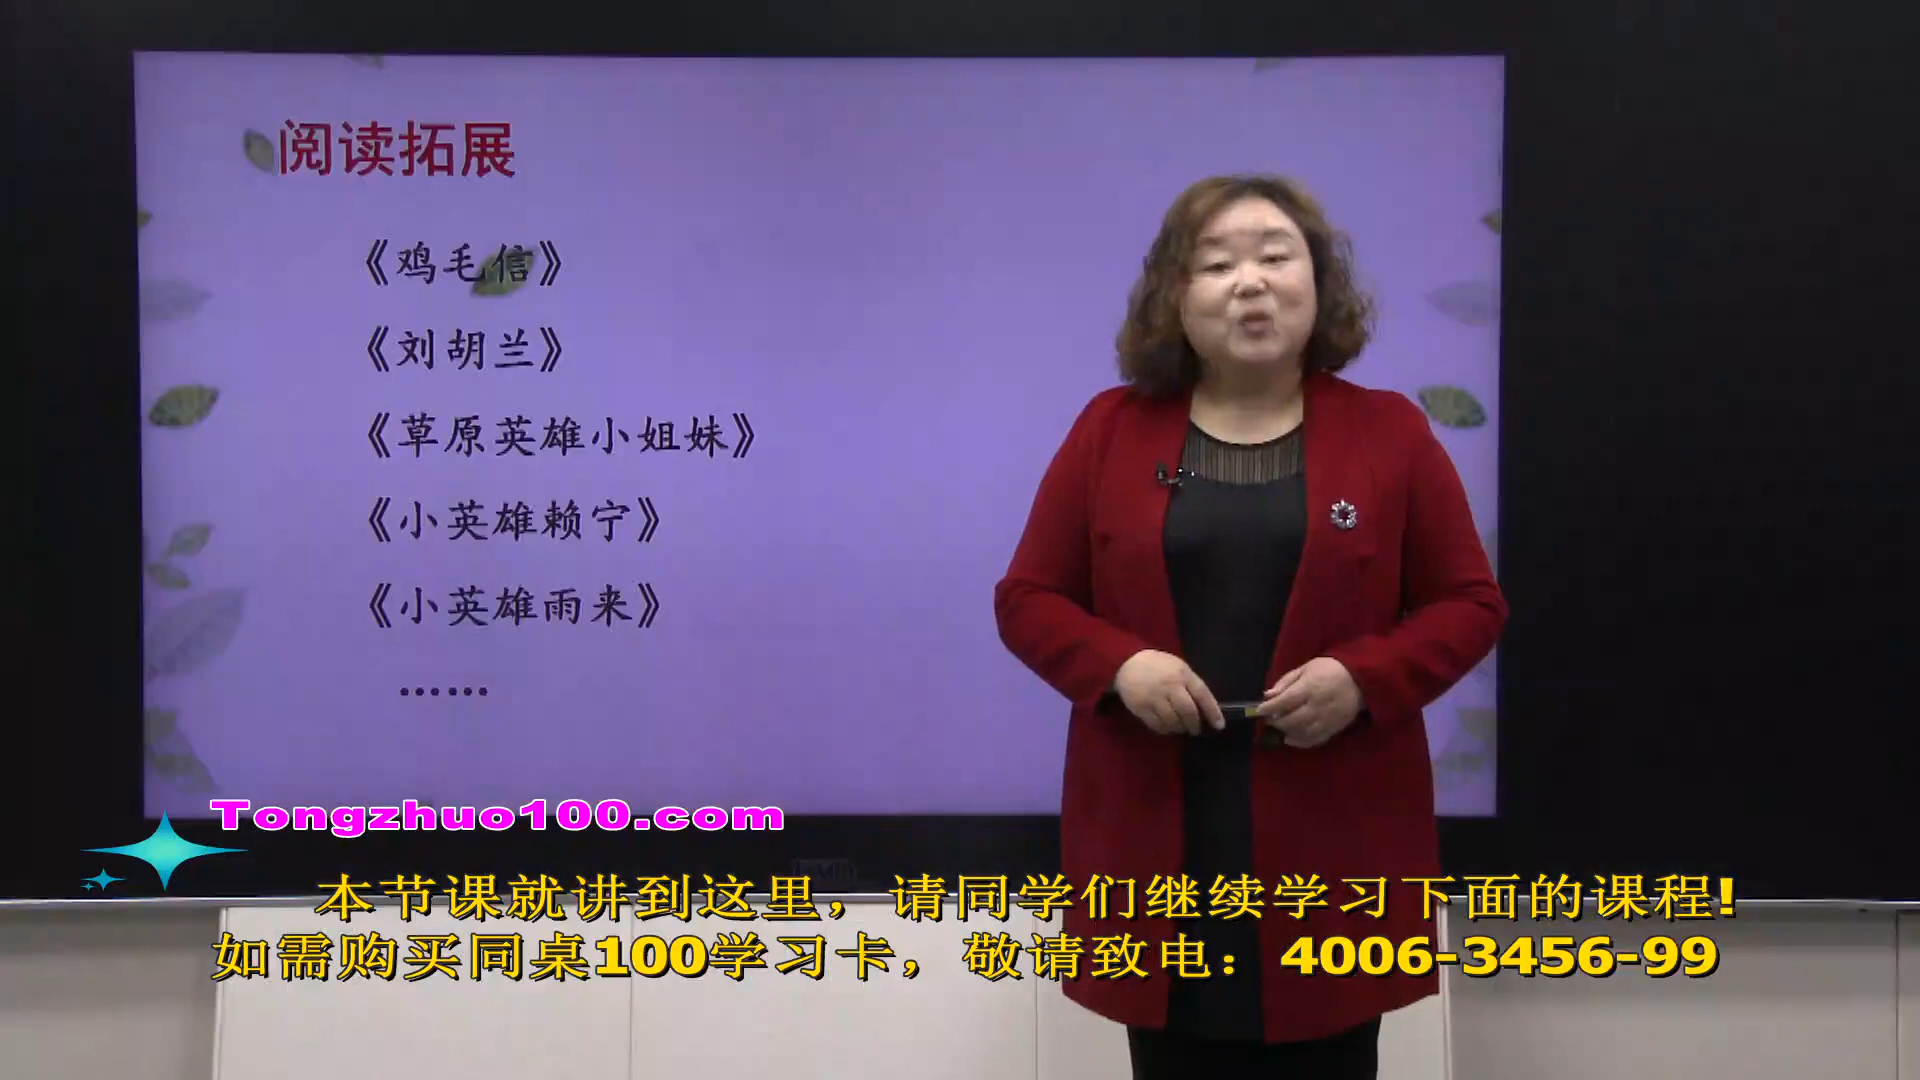 阅读拓展
《鸡毛信》
《刘胡兰》
《草原英雄小姐妹》
《小英雄赖宁》
《小英雄雨来》
……
Tongzhuo100.com
本节课就讲到这里，请同学们继续学习下面的课程!
如需购买同桌100学习卡，敬请致电：4006-3456-99